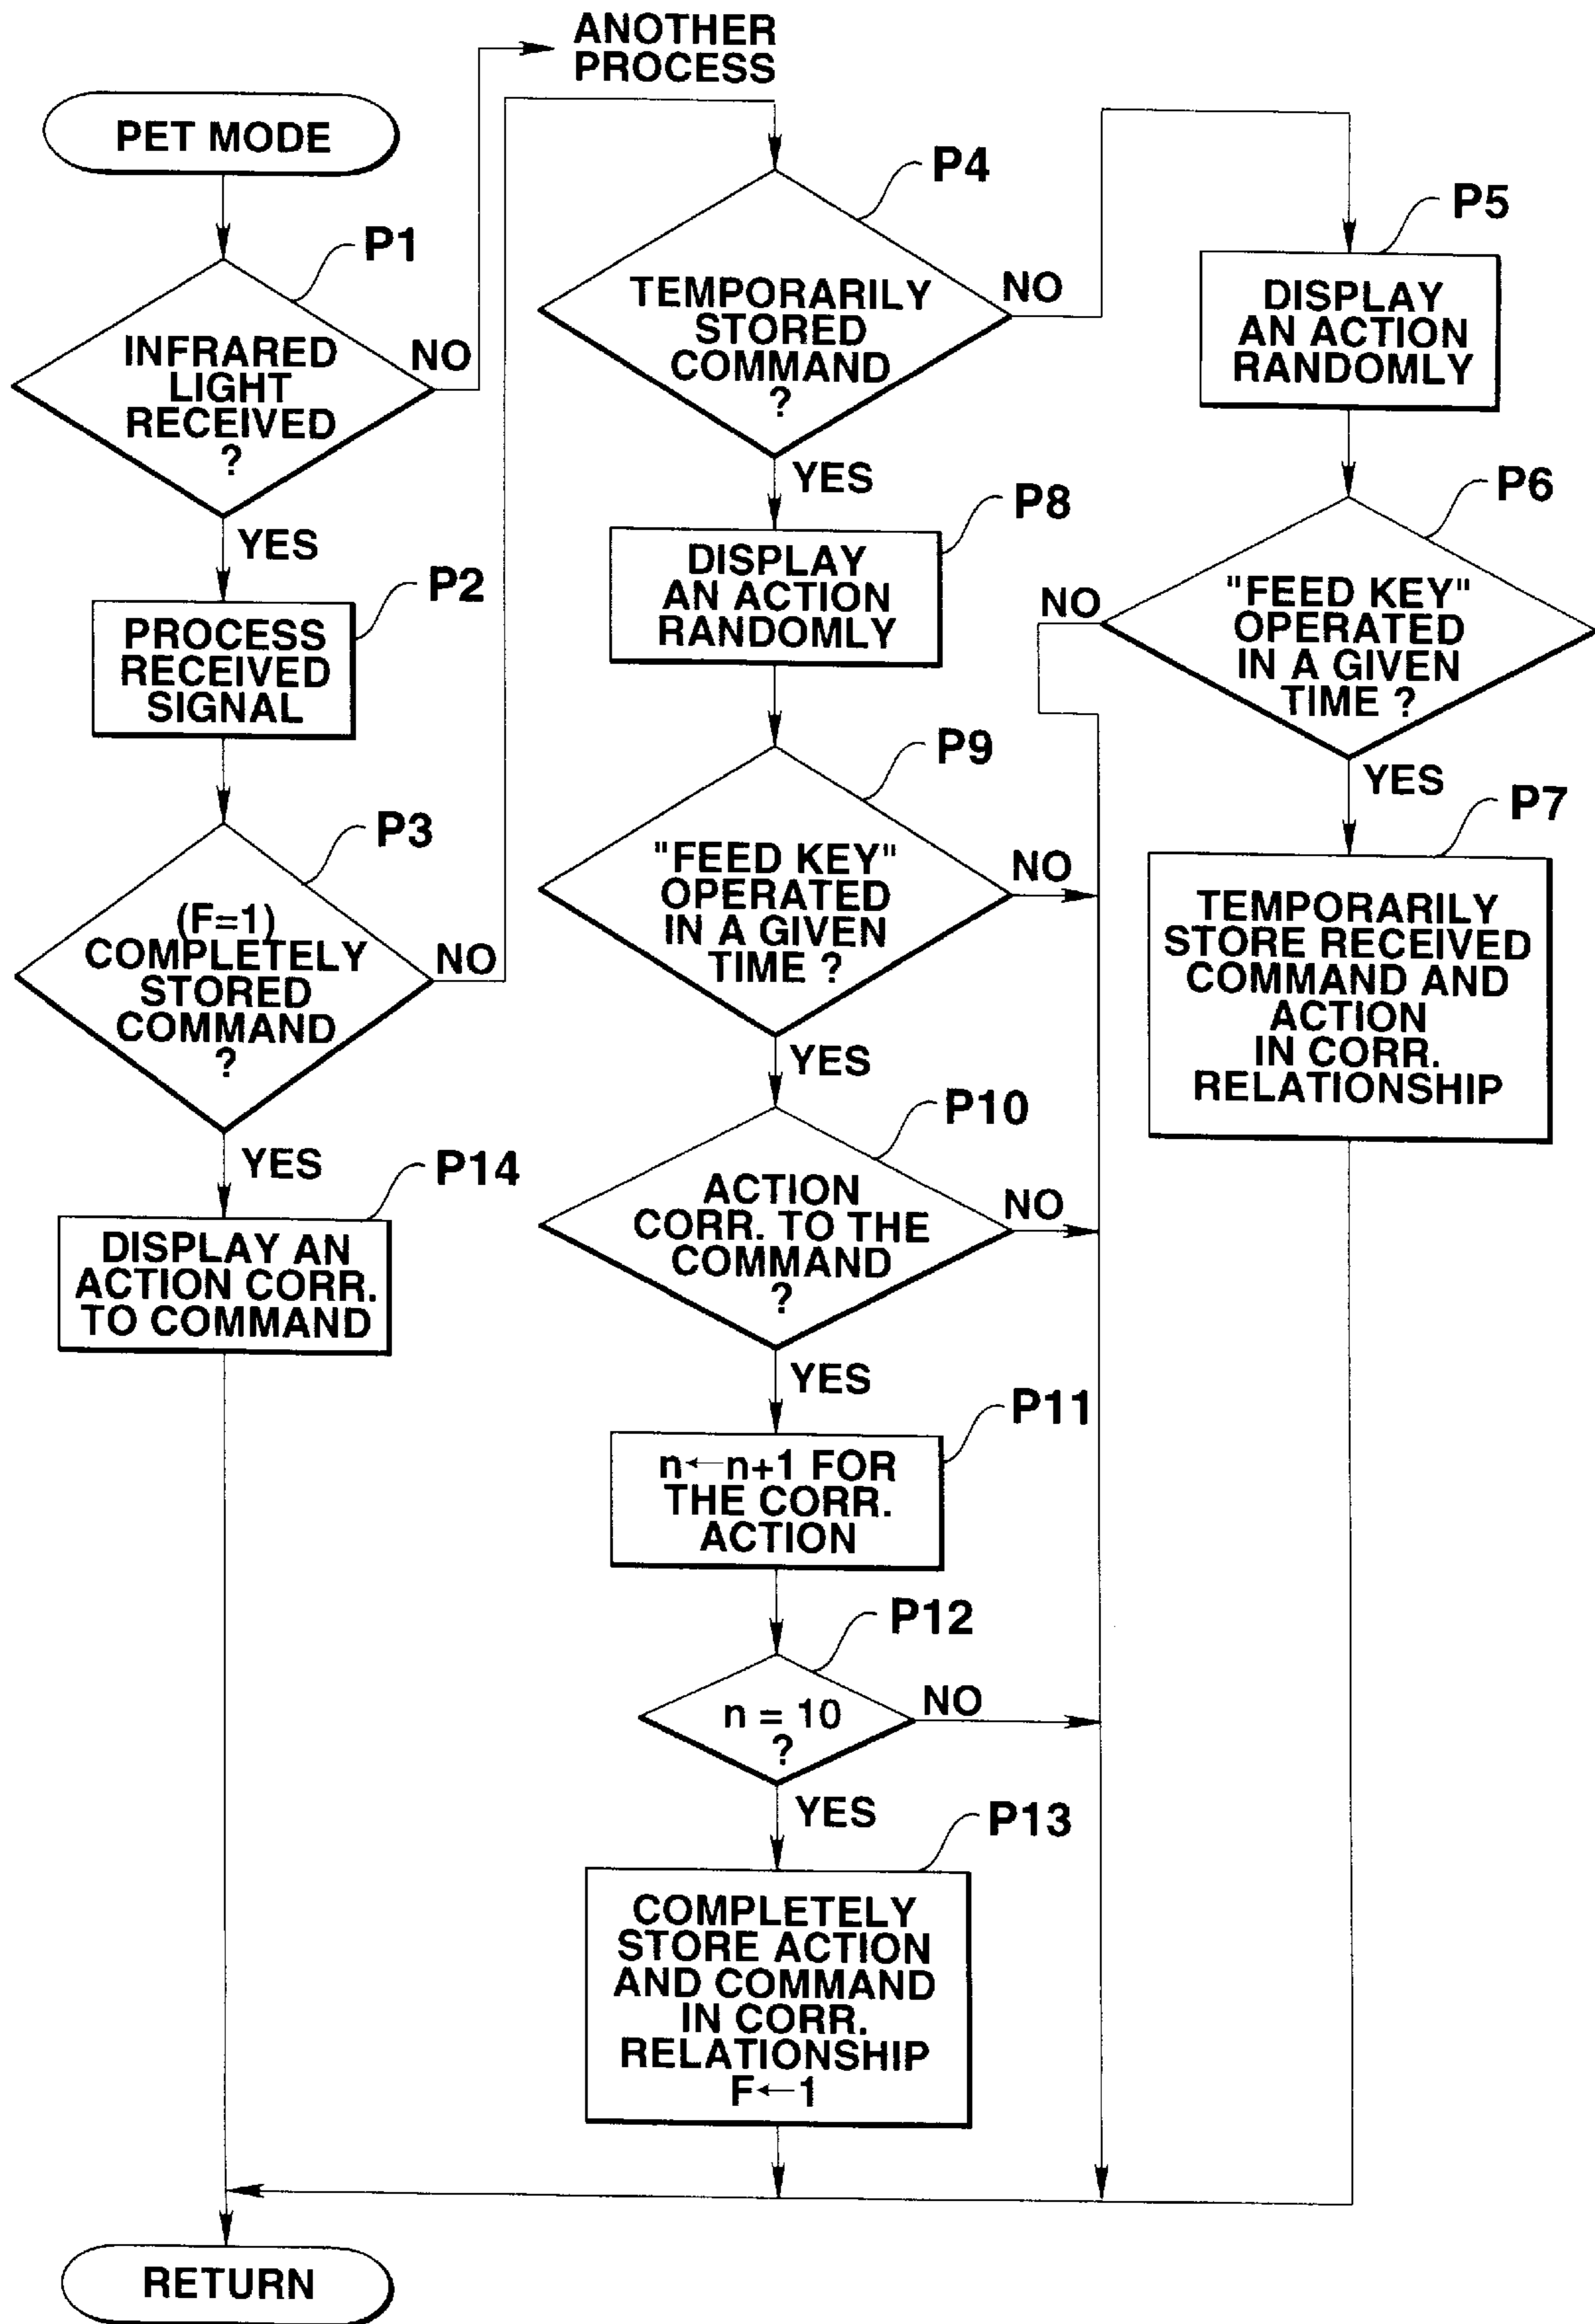 ANOTHER
PROCESS
PET MODE
P1
INFRARED
LIGHT
RECEIVED
?
NO
YES
P2
PROCESS
RECEIVED
SIGNAL
P3
(F=1)
COMPLETELY
STORED
COMMAND
?
NO
YES
P14
DISPLAY AN
ACTION CORR.
TO COMMAND
RETURN
P4
TEMPORARILY
STORED
COMMAND
?
NO
YES
P8
DISPLAY
AN ACTION
RANDOMLY
P9
"FEED KEY"
OPERATED
IN A GIVEN
TIME ?
NO
YES
P10
ACTION
CORR. TO THE
COMMAND
?
NO
YES
P11
n←n+1 FOR
THE CORR.
ACTION
P12
n = 10
?
NO
YES
P13
COMPLETELY
STORE ACTION
AND COMMAND
IN CORR.
RELATIONSHIP
F←1
P5
DISPLAY
AN ACTION
RANDOMLY
P6
"FEED KEY"
OPERATED
IN A GIVEN
TIME ?
NO
YES
P7
TEMPORARILY
STORE RECEIVED
COMMAND AND
ACTION
IN CORR.
RELATIONSHIP